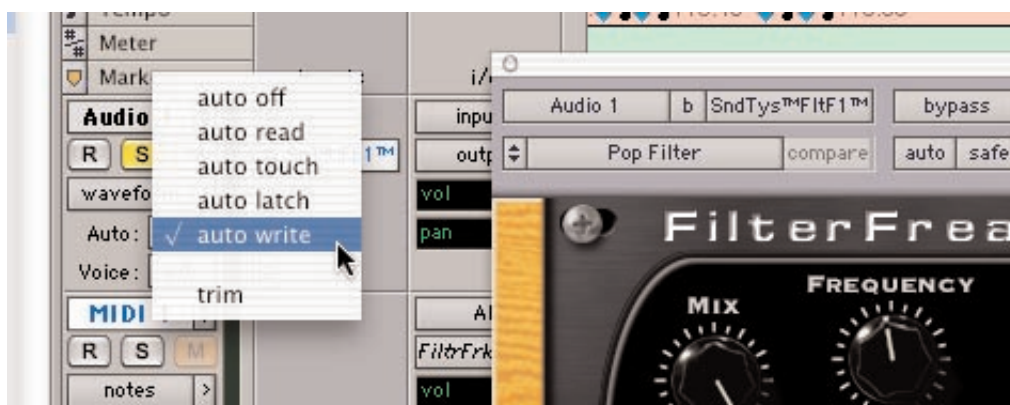 Tempo
Meter
Mark
auto off
auto read
auto touch
auto latch
✓ auto write
trim
Audio
R S
wavefo
Auto:
Voice:
MIDI
R S M
notes >
i/
inpu
outp
vol
pan
FiltrFrk
vol
Audio 1 b SndTys™FltF1™ bypass
Pop Filter compare auto safe
FilterFrea
MIX
FREQUENCY